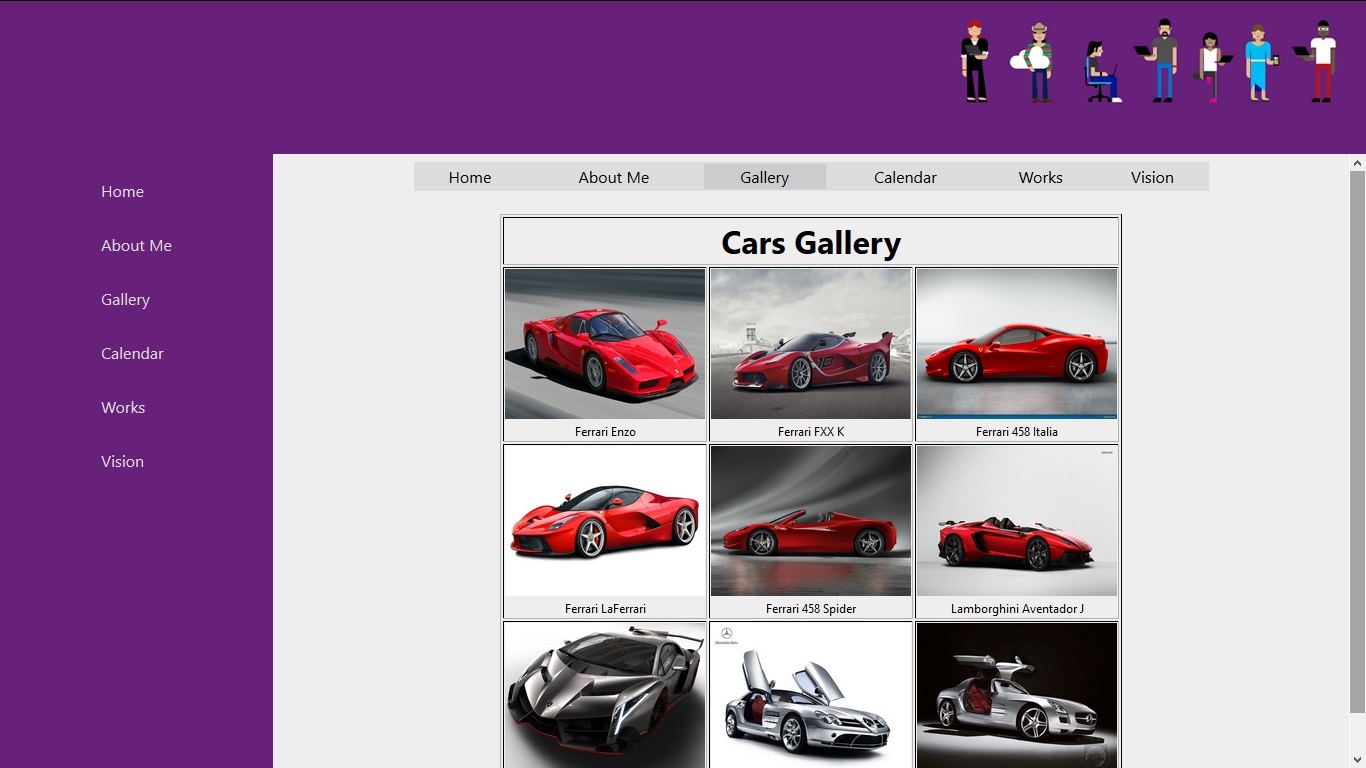 Home
About Me
Gallery
Calendar
Works
Vision
Home About Me Gallery Calendar Works Vision
Cars Gallery
10
Ferrari Enzo Ferrari FXX K Ferrari 458 Italia
Ferrari LaFerrari Ferrari 458 Spider Lamborghini Aventador J